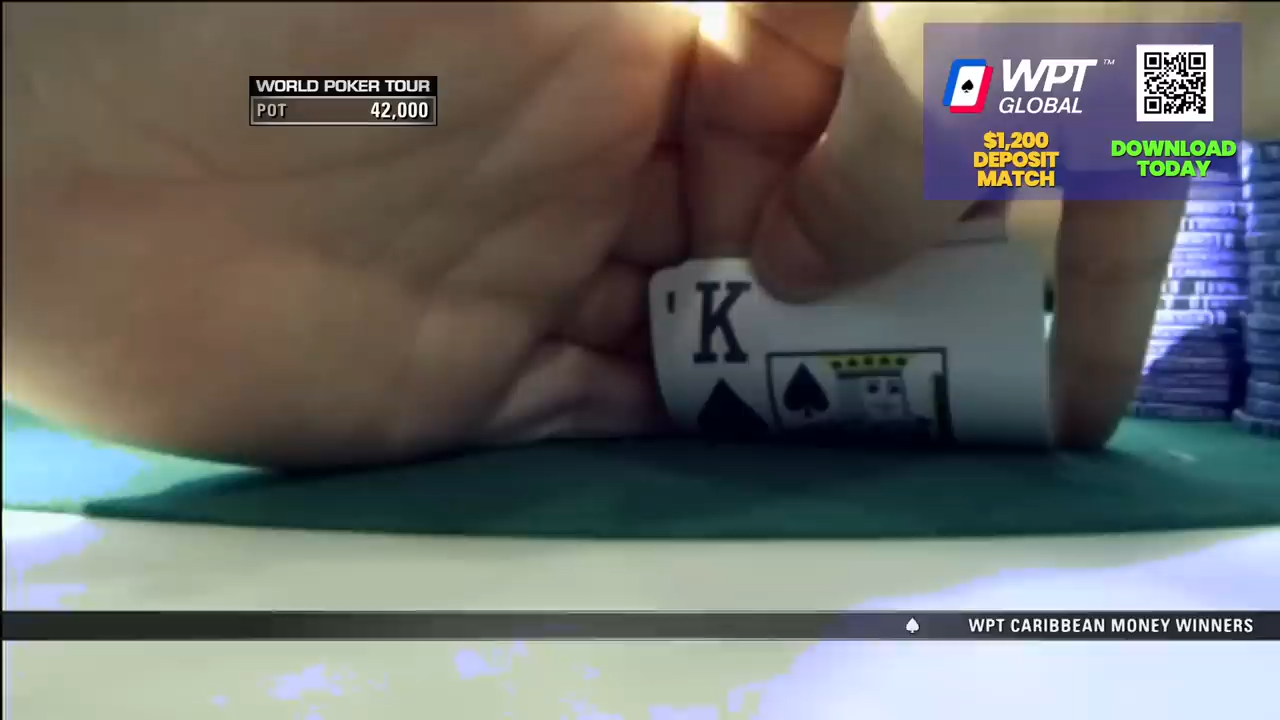 WORLD POKER TOUR
POT 42,000
WPT™
GLOBAL
$1,200
DEPOSIT
MATCH
DOWNLOAD
TODAY
K
WPT CARIBBEAN MONEY WINNERS